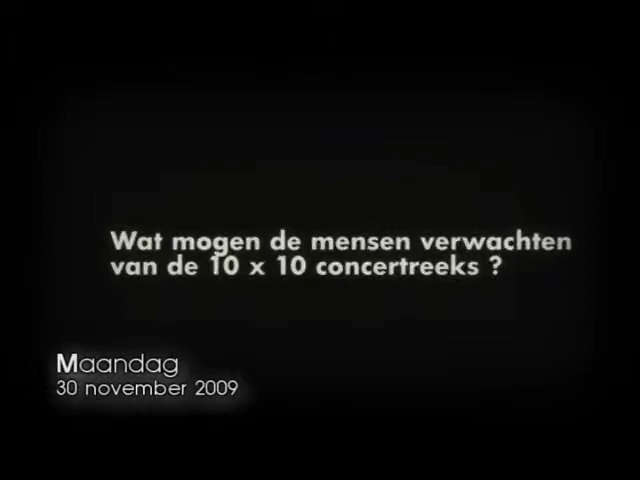 Wat mogen de mensen verwachten
van de 10 x 10 concertreeks ?
Maandag
30 november 2009